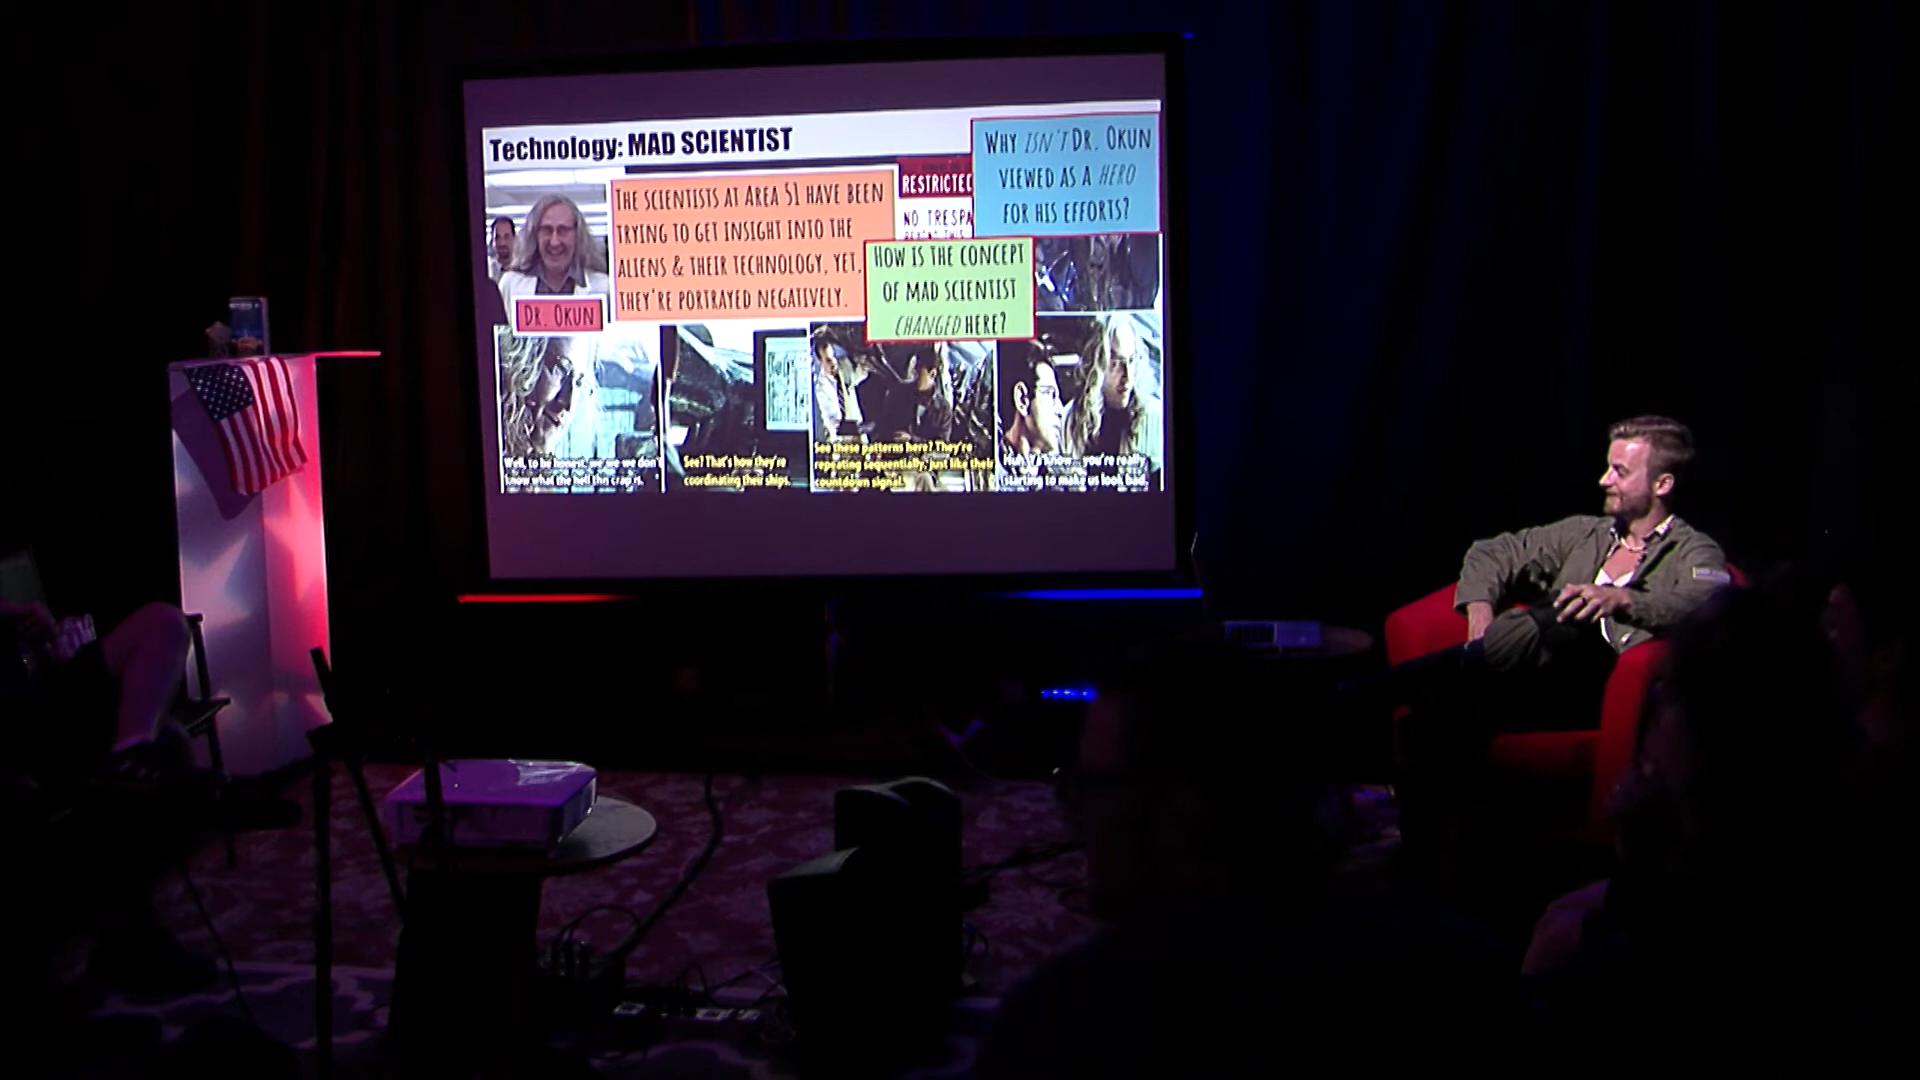 Technology: MAD SCIENTIST
WHY ISN'T DR. OKUN
VIEWED AS A HERO
FOR HIS EFFORTS?
THE SCIENTISTS AT AREA 51 HAVE BEEN
TRYING TO GET INSIGHT INTO THE
ALIENS & THEIR TECHNOLOGY, YET,
THEY'RE PORTRAYED NEGATIVELY.
RESTRICTED
NO TRESPA
HOW IS THE CONCEPT
OF MAD SCIENTIST
CHANGED HERE?
DR. OKUN
Well, to be honest, we we we don't
know what the hell this crap is.
See? That's how they're
coordinating their ships.
See these patterns here? They're
repeating sequentially, just like their
countdown signal.
Huh. Y'know... you're really
starting to make us look bad.